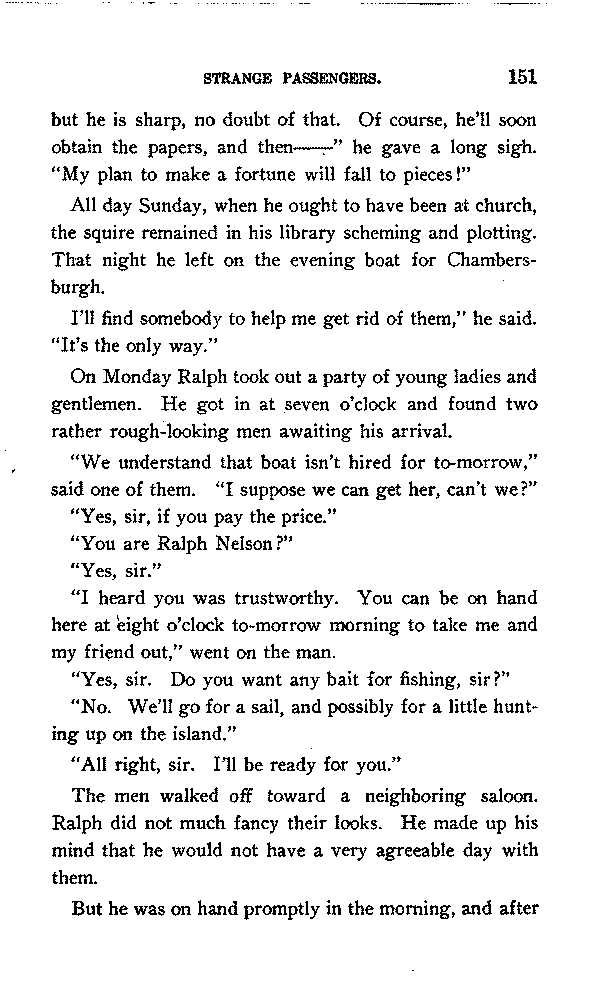 STRANGE PASSENGERS. 151
but he is sharp, no doubt of that. Of course, he'll soon
obtain the papers, and then——" he gave a long sigh.
"My plan to make a fortune will fall to pieces!"
All day Sunday, when he ought to have been at church,
the squire remained in his library scheming and plotting.
That night he left on the evening boat for Chambers-
burgh.
I'll find somebody to help me get rid of them," he said.
"It's the only way."
On Monday Ralph took out a party of young ladies and
gentlemen. He got in at seven o'clock and found two
rather rough-looking men awaiting his arrival.
"We understand that boat isn't hired for to-morrow,"
said one of them. "I suppose we can get her, can't we?"
"Yes, sir, if you pay the price."
"You are Ralph Nelson?"
"Yes, sir."
"I heard you was trustworthy. You can be on hand
here at eight o'clock to-morrow morning to take me and
my friend out," went on the man.
"Yes, sir. Do you want any bait for fishing, sir?"
"No. We'll go for a sail, and possibly for a little hunt-
ing up on the island."
"All right, sir. I'll be ready for you."
The men walked off toward a neighboring saloon.
Ralph did not much fancy their looks. He made up his
mind that he would not have a very agreeable day with
them.
But he was on hand promptly in the morning, and after